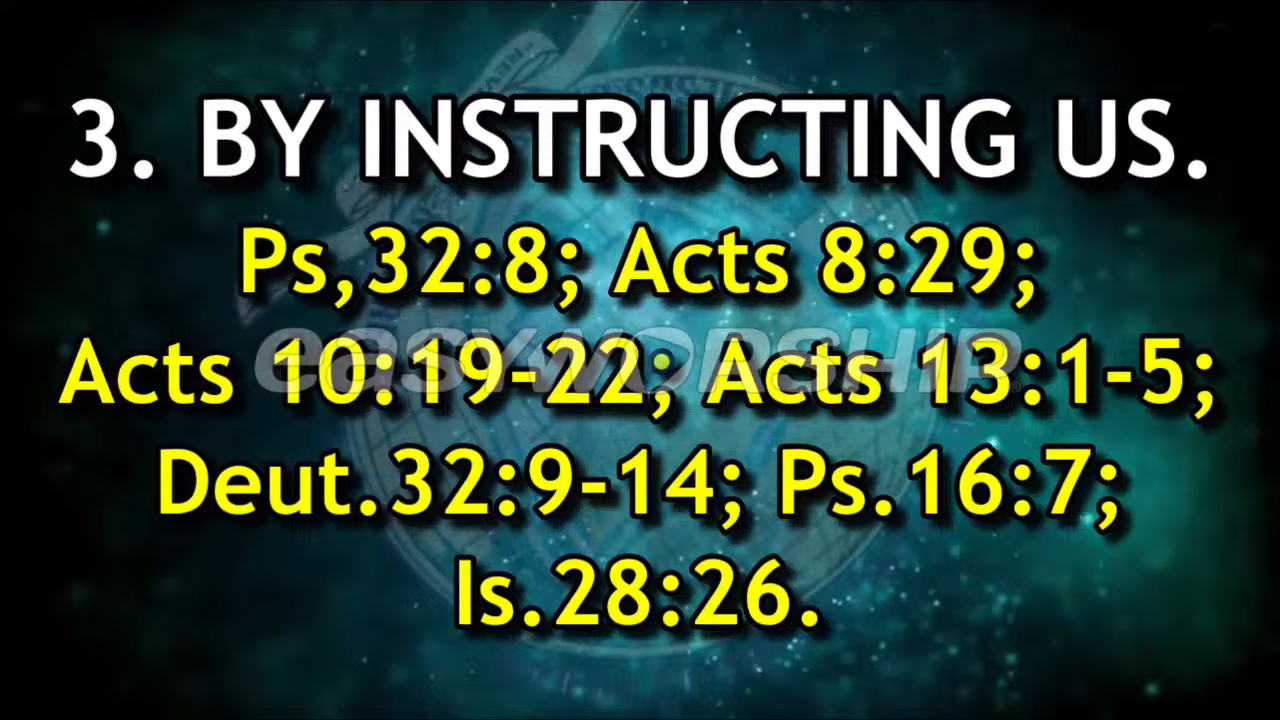 3. BY INSTRUCTING US.
Ps,32:8; Acts 8:29;
Acts 10:19-22; Acts 13:1-5;
easyworship
Deut.32:9-14; Ps.16:7;
Is.28:26.